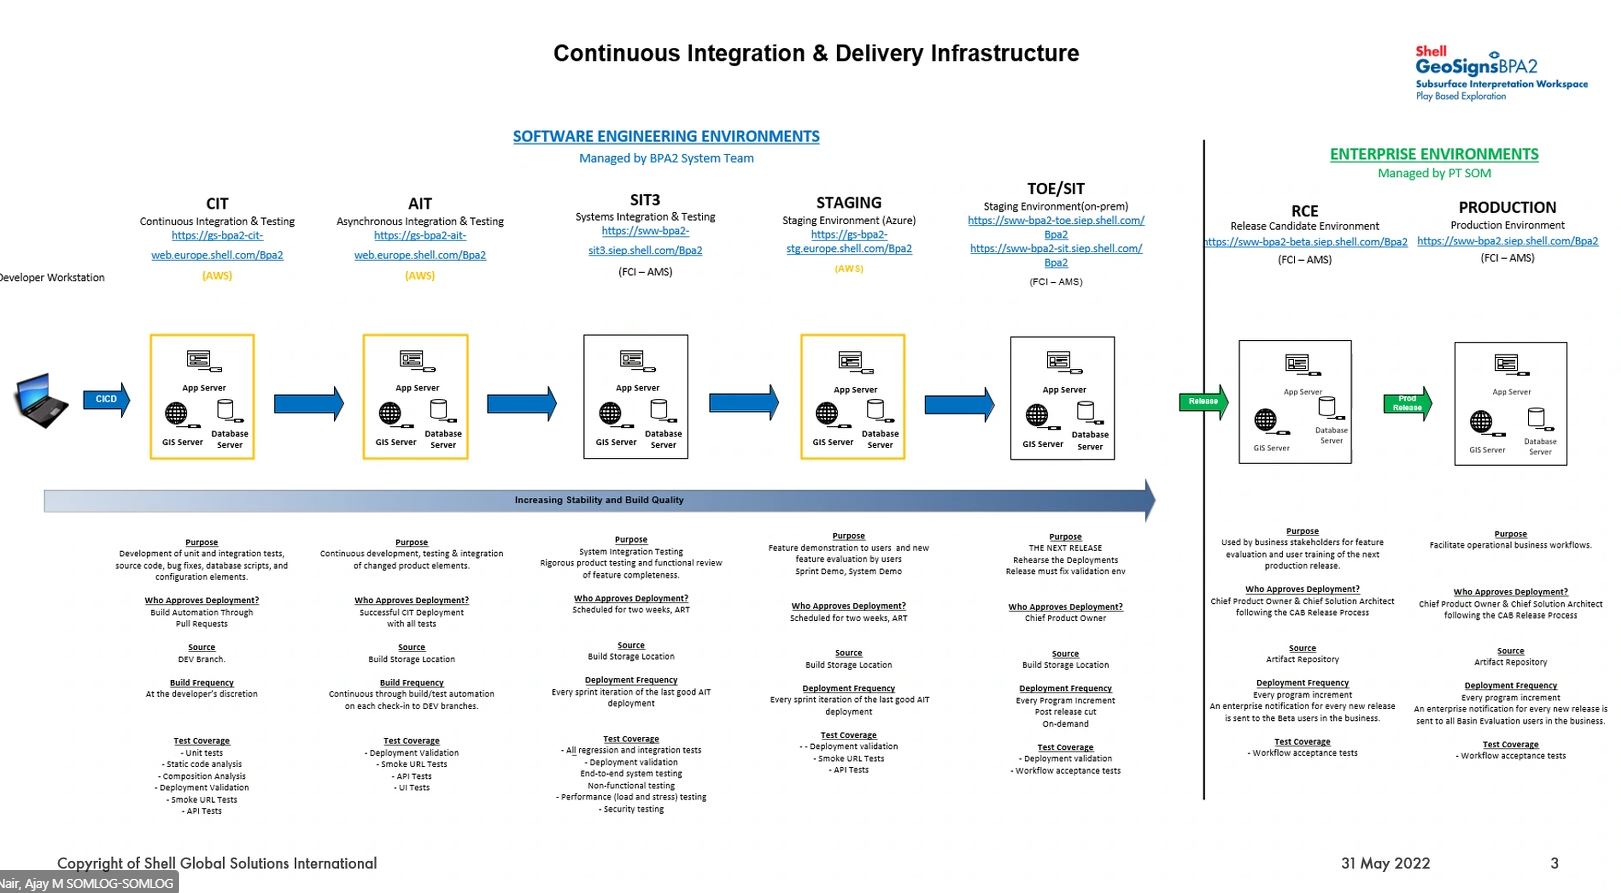 Continuous Integration & Delivery Infrastructure
Shell
GeoSignsBPA2
Subsurface Interpretation Workspace
Play Based Exploration
SOFTWARE ENGINEERING ENVIRONMENTS
Managed by BPA2 System Team
ENTERPRISE ENVIRONMENTS
Managed by PT SOM
Developer Workstation
CIT
Continuous Integration & Testing
https://gs-bpa2-cit-
web.europe.shell.com/Bpa2
(AWS)
AIT
Asynchronous Integration & Testing
https://gs-bpa2-ait-
web.europe.shell.com/Bpa2
(AWS)
SIT3
Systems Integration & Testing
https://sww-bpa2-
sit3.siep.shell.com/Bpa2
(FCI – AMS)
STAGING
Staging Environment (Azure)
https://gs-bpa2-
stg.europe.shell.com/Bpa2
(AWS)
TOE/SIT
Staging Environment(on-prem)
https://sww-bpa2-toe.siep.shell.com/
Bpa2
https://sww-bpa2-sit.siep.shell.com/
Bpa2
(FCI – AMS)
RCE
Release Candidate Environment
https://sww-bpa2-beta.siep.shell.com/Bpa2
(FCI – AMS)
PRODUCTION
Production Environment
https://sww-bpa2.siep.shell.com/Bpa2
(FCI – AMS)
CICD
App Server
GIS Server
Database
Server
App Server
GIS Server
Database
Server
App Server
GIS Server
Database
Server
App Server
GIS Server
Database
Server
App Server
GIS Server
Database
Server
Release
App Server
GIS Server
Database
Server
Prod
Release
App Server
GIS Server
Database
Server
Increasing Stability and Build Quality
Purpose
Development of unit and integration tests,
source code, bug fixes, database scripts, and
configuration elements.
Who Approves Deployment?
Build Automation Through
Pull Requests
Source
DEV Branch.
Build Frequency
At the developer's discretion
Test Coverage
- Unit tests
- Static code analysis
- Composition Analysis
- Deployment Validation
- Smoke URL Tests
- API Tests
Purpose
Continuous development, testing & integration
of changed product elements.
Who Approves Deployment?
Successful CIT Deployment
with all tests
Source
Build Storage Location
Build Frequency
Continuous through build/test automation
on each check-in to DEV branches.
Test Coverage
- Deployment Validation
- Smoke URL Tests
- API Tests
- UI Tests
Purpose
System Integration Testing
Rigorous product testing and functional review
of feature completeness.
Who Approves Deployment?
Scheduled for two weeks, ART
Source
Build Storage Location
Deployment Frequency
Every sprint iteration of the last good AIT
deployment
Test Coverage
- All regression and integration tests
- Deployment validation
End-to-end system testing
Non-functional testing
- Performance (load and stress) testing
- Security testing
Purpose
Feature demonstration to users and new
feature evaluation by users
Sprint Demo, System Demo
Who Approves Deployment?
Scheduled for two weeks, ART
Source
Build Storage Location
Deployment Frequency
Every sprint iteration of the last good AIT
deployment
Test Coverage
- - Deployment validation
- Smoke URL Tests
- API Tests
Purpose
THE NEXT RELEASE
Rehearse the Deployments
Release must fix validation env
Who Approves Deployment?
Chief Product Owner
Source
Build Storage Location
Deployment Frequency
Every Program Increment
Post release cut
On-demand
Test Coverage
- Deployment validation
- Workflow acceptance tests
Purpose
Used by business stakeholders for feature
evaluation and user training of the next
production release.
Who Approves Deployment?
Chief Product Owner & Chief Solution Architect
following the CAB Release Process
Source
Artifact Repository
Deployment Frequency
Every program increment
An enterprise notification for every new release
is sent to the Beta users in the business.
Test Coverage
- Workflow acceptance tests
Purpose
Facilitate operational business workflows.
Who Approves Deployment?
Chief Product Owner & Chief Solution Architect
following the CAB Release Process
Source
Artifact Repository
Deployment Frequency
Every program increment
An enterprise notification for every new release is
sent to all Basin Evaluation users in the business.
Test Coverage
- Workflow acceptance tests
Copyright of Shell Global Solutions International
31 May 2022
3
Nair, Ajay M SOMLOG-SOMLOG